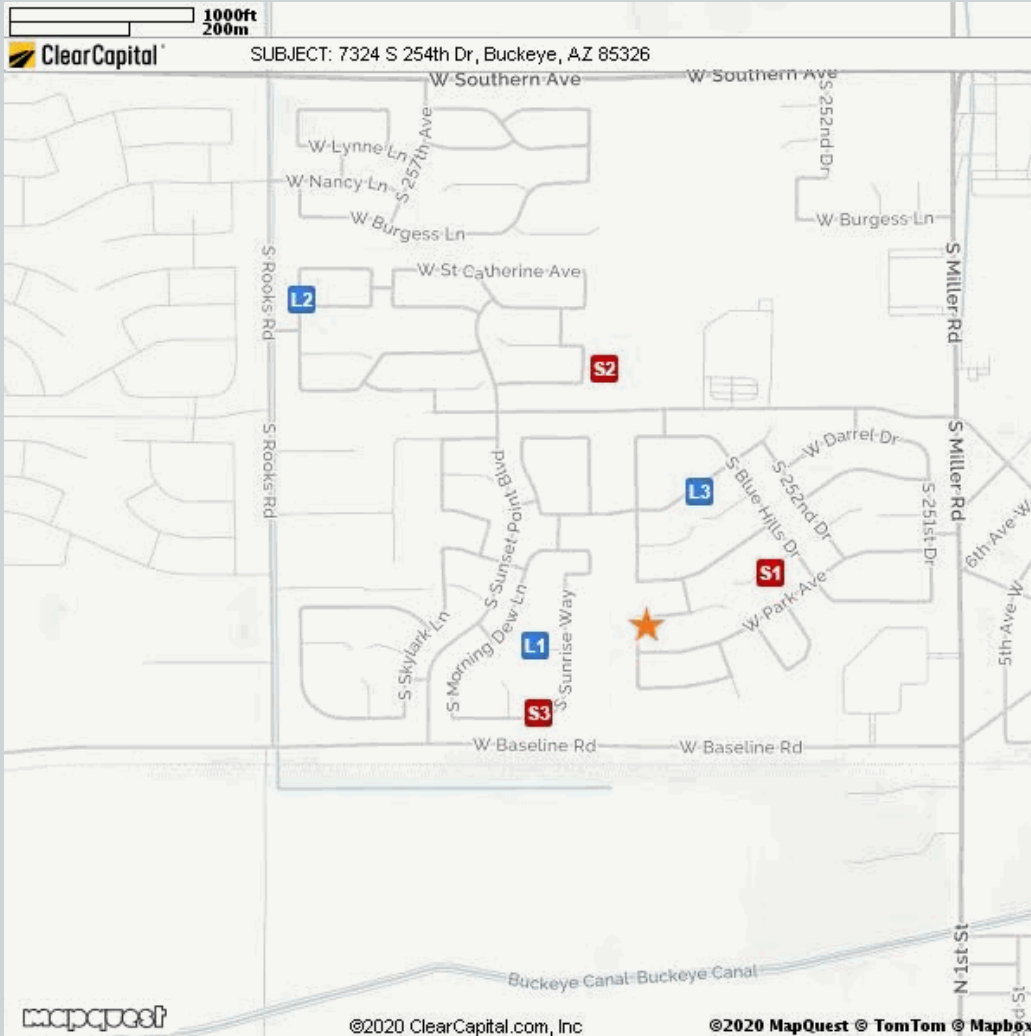 1000ft
200m
ClearCapital
SUBJECT: 7324 S 254th Dr, Buckeye, AZ 85326
W Southern Ave
W Southern Ave
S 252nd Dr
W Lynne Ln
S 257th Ave
W Nancy Ln
W Burgess Ln
W Burgess Ln
S Rooks Rd
W St Catherine Ave
S Miller Rd
L2
S2
S Rooks Rd
S Miller Rd
W Darrel Dr
S Sunset Point Blvd
L3
S Blue Hills Dr
S 252nd Dr
S 251st Dr
6th Ave W
S1
W Park Ave
S Skylark Ln
S Morning Dew Ln
S Sunrise Way
L1
5th Ave W
S3
W Baseline Rd
W Baseline Rd
N 1st St
Buckeye Canal Buckeye Canal
mapquest
©2020 ClearCapital.com, Inc
©2020 MapQuest © TomTom © Mapbox